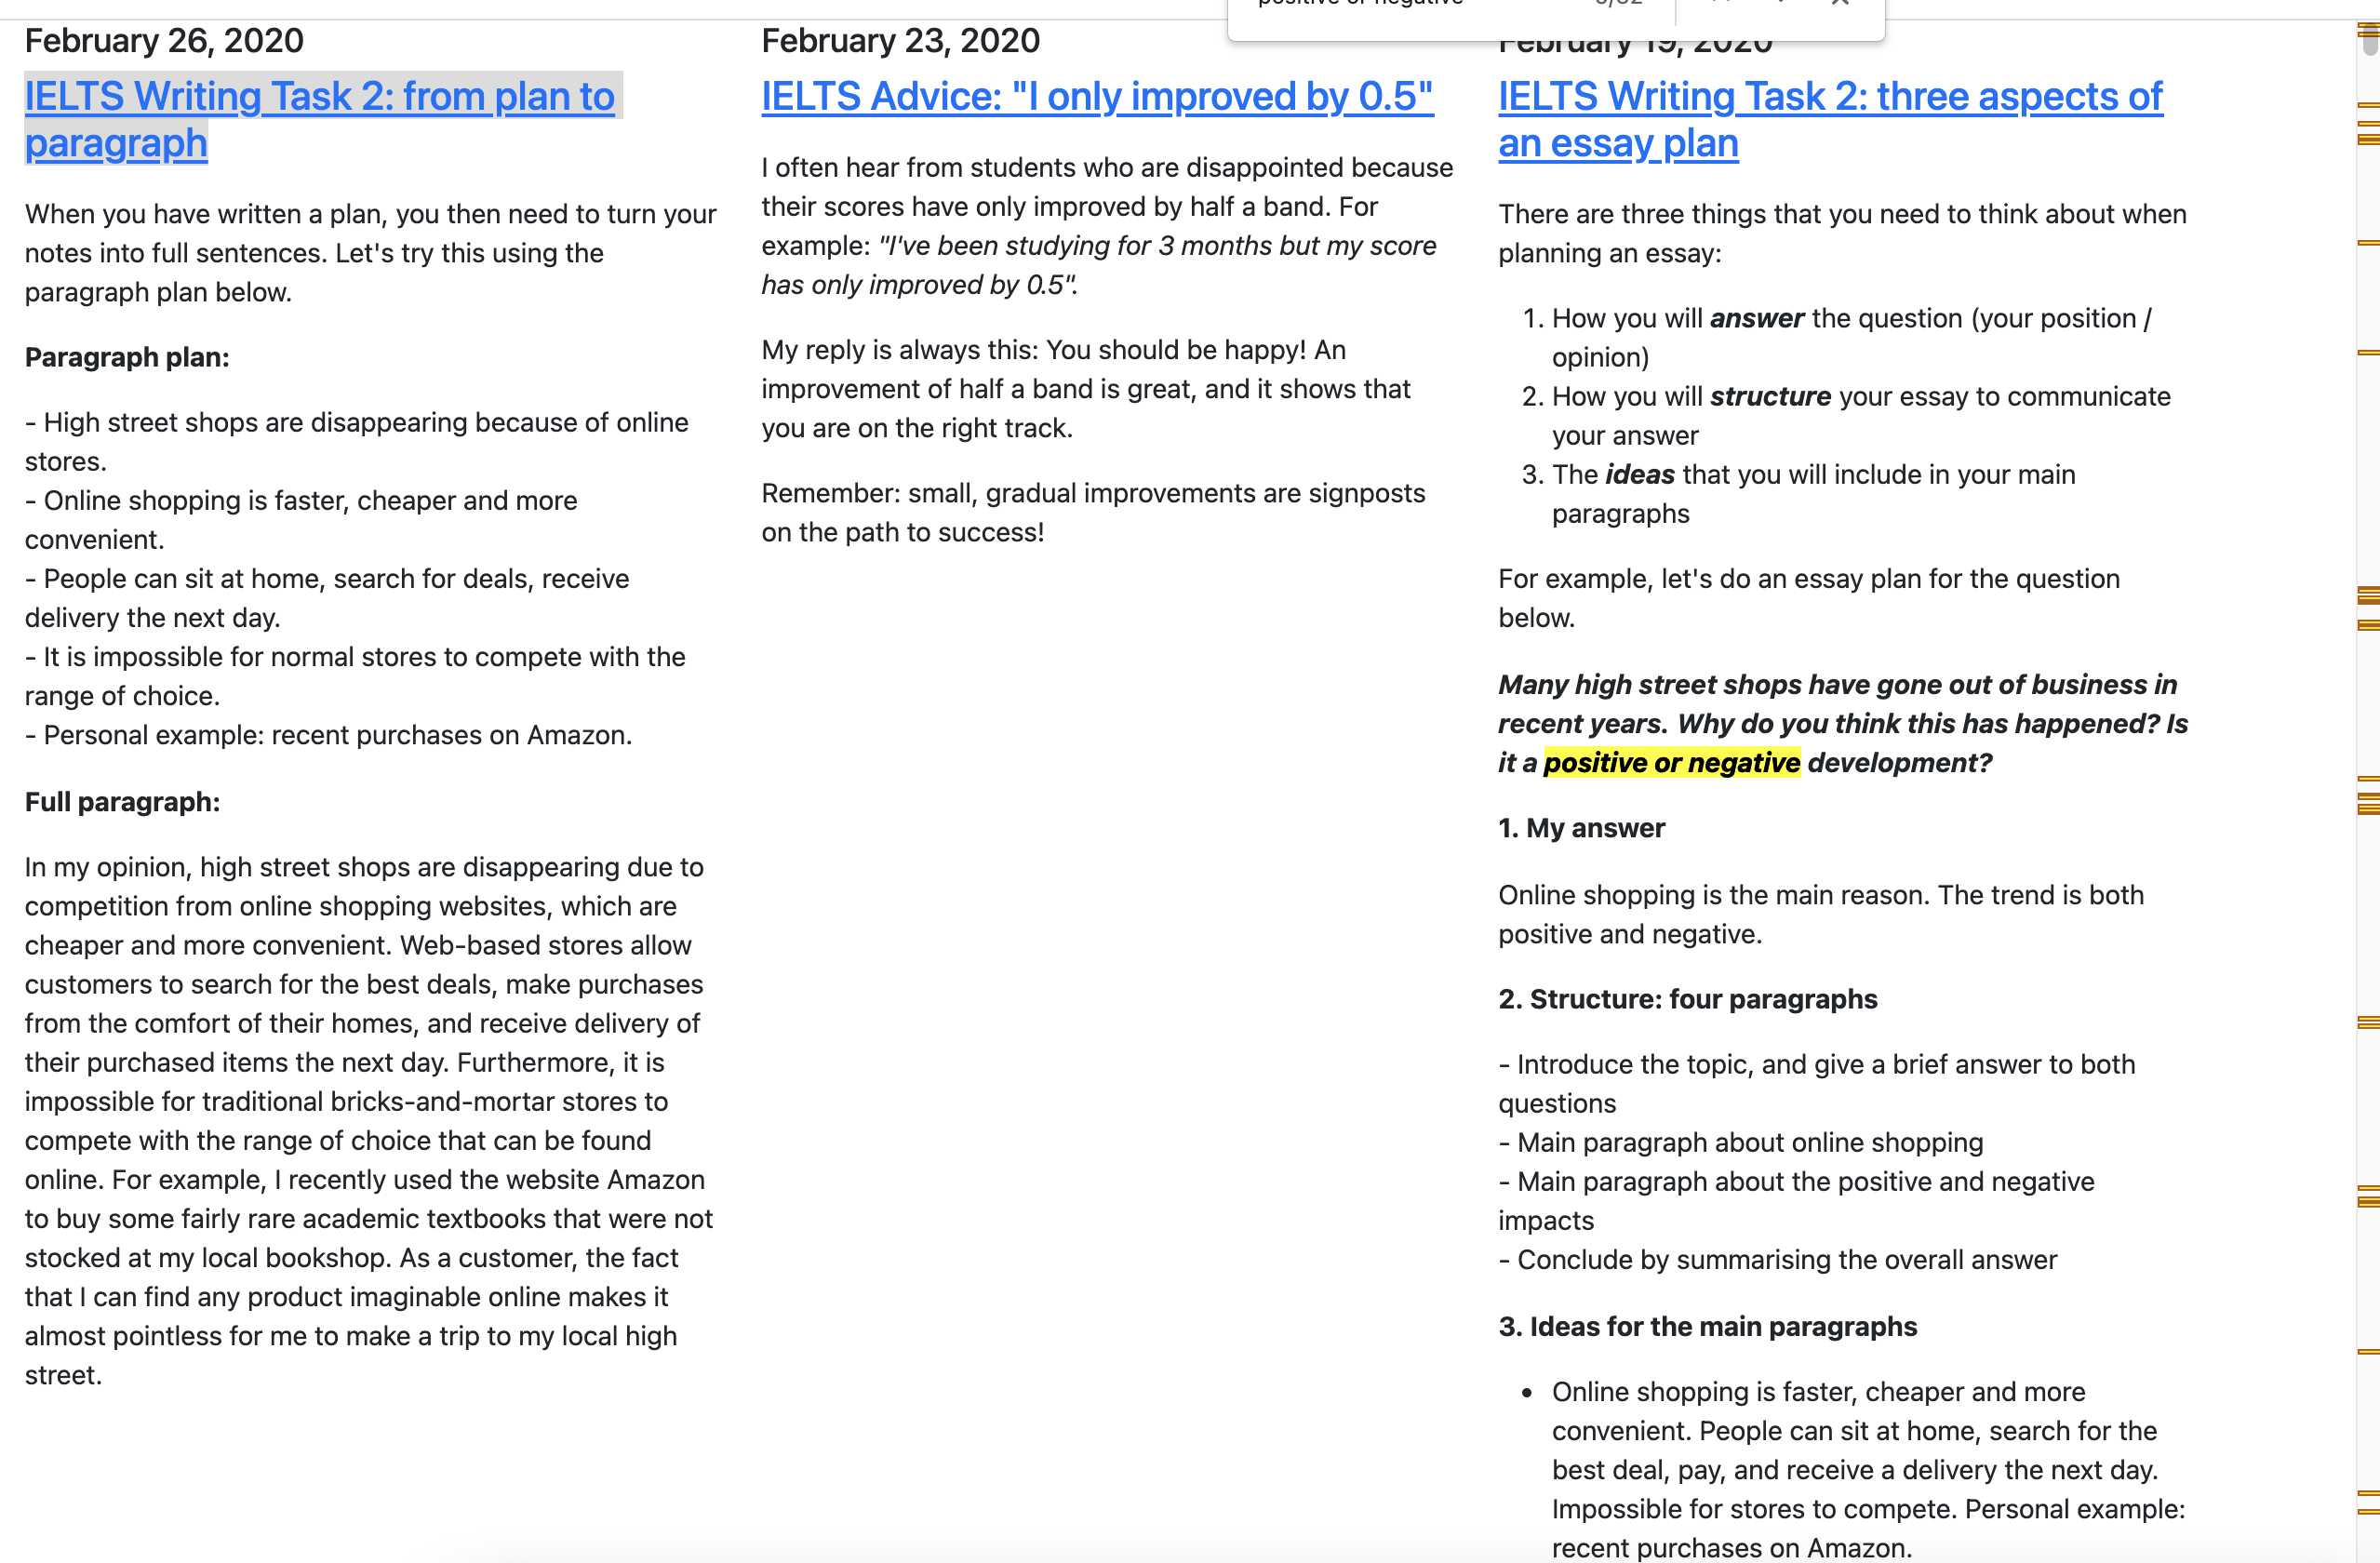 positive or negative
February 26, 2020
IELTS Writing Task 2: from plan to
paragraph
When you have written a plan, you then need to turn your
notes into full sentences. Let's try this using the
paragraph plan below.
Paragraph plan:
- High street shops are disappearing because of online
stores.
- Online shopping is faster, cheaper and more
convenient.
- People can sit at home, search for deals, receive
delivery the next day.
- It is impossible for normal stores to compete with the
range of choice.
- Personal example: recent purchases on Amazon.
Full paragraph:
In my opinion, high street shops are disappearing due to
competition from online shopping websites, which are
cheaper and more convenient. Web-based stores allow
customers to search for the best deals, make purchases
from the comfort of their homes, and receive delivery of
their purchased items the next day. Furthermore, it is
impossible for traditional bricks-and-mortar stores to
compete with the range of choice that can be found
online. For example, I recently used the website Amazon
to buy some fairly rare academic textbooks that were not
stocked at my local bookshop. As a customer, the fact
that I can find any product imaginable online makes it
almost pointless for me to make a trip to my local high
street.
February 23, 2020
IELTS Advice: "I only improved by 0.5"
I often hear from students who are disappointed because
their scores have only improved by half a band. For
example: "I've been studying for 3 months but my score
has only improved by 0.5".
My reply is always this: You should be happy! An
improvement of half a band is great, and it shows that
you are on the right track.
Remember: small, gradual improvements are signposts
on the path to success!
February 19, 2020
IELTS Writing Task 2: three aspects of
an essay plan
There are three things that you need to think about when
planning an essay:
1. How you will answer the question (your position /
opinion)
2. How you will structure your essay to communicate
your answer
3. The ideas that you will include in your main
paragraphs
For example, let's do an essay plan for the question
below.
Many high street shops have gone out of business in
recent years. Why do you think this has happened? Is
it a positive or negative development?
1. My answer
Online shopping is the main reason. The trend is both
positive and negative.
2. Structure: four paragraphs
- Introduce the topic, and give a brief answer to both
questions
- Main paragraph about online shopping
- Main paragraph about the positive and negative
impacts
- Conclude by summarising the overall answer
3. Ideas for the main paragraphs
• Online shopping is faster, cheaper and more
convenient. People can sit at home, search for the
best deal, pay, and receive a delivery the next day.
Impossible for stores to compete. Personal example:
recent purchases on Amazon.